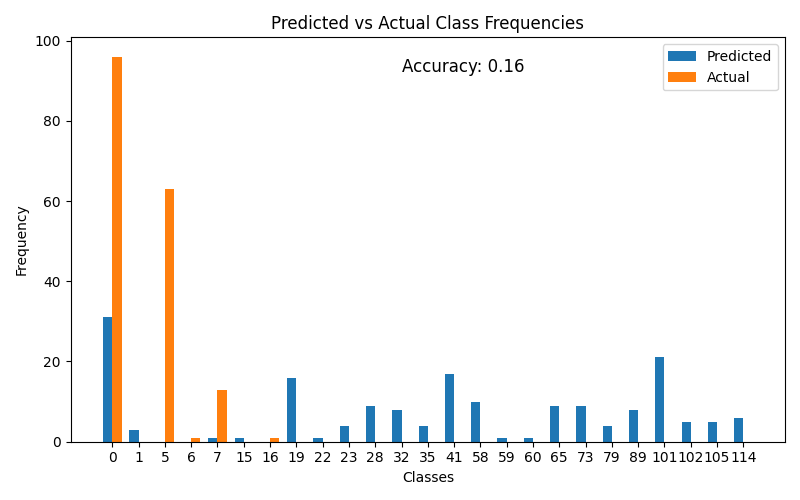 Predicted vs Actual Class Frequencies
Accuracy: 0.16
Predicted
Actual
Frequency
100
80
60
40
20
0
0 1 5 6 7 15 16 19 22 23 28 32 35 41 58 59 60 65 73 79 89 101 102 105 114
Classes